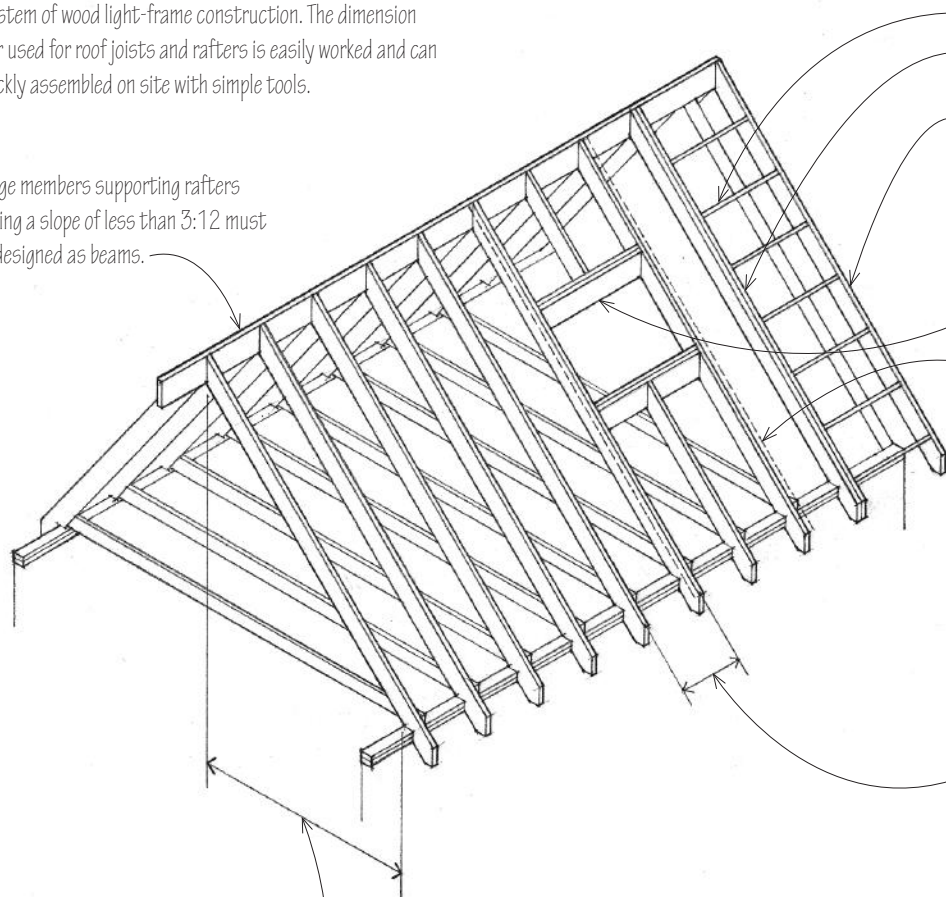 stem of wood light-frame construction. The dimension
r used for roof joists and rafters is easily worked and can
ckly assembled on site with simple tools.
ge members supporting rafters
ing a slope of less than 3:12 must
designed as beams.